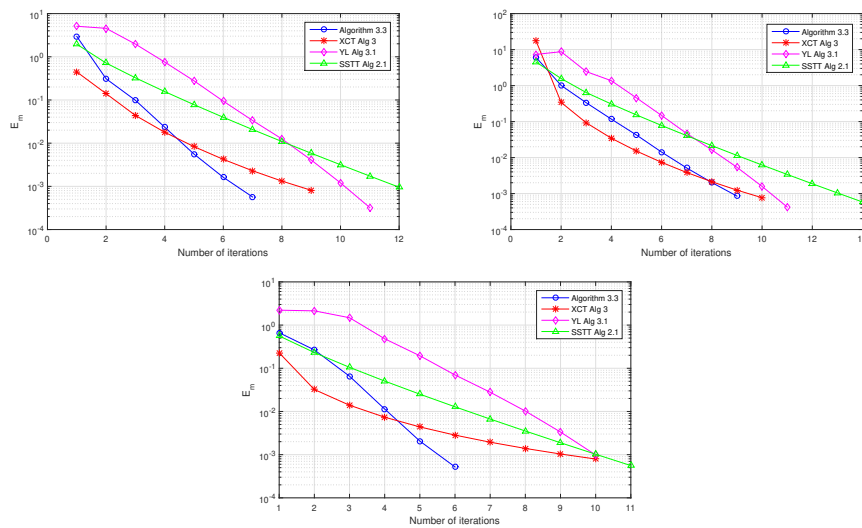 10^1
10^0
10^-1
10^-2
10^-3
10^-4
E_m
0 2 4 6 8 10 12
Number of iterations
Algorithm 3.3
XCT Alg 3
YL Alg 3.1
SSTT Alg 2.1
10^2
10^1
10^0
10^-1
10^-2
10^-3
10^-4
E_m
0 2 4 6 8 10 12
Number of iterations
Algorithm 3.3
XCT Alg 3
YL Alg 3.1
SSTT Alg 2.1
10^1
10^0
10^-1
10^-2
10^-3
10^-4
E_m
1 2 3 4 5 6 7 8 9 10 11
Number of iterations
Algorithm 3.3
XCT Alg 3
YL Alg 3.1
SSTT Alg 2.1